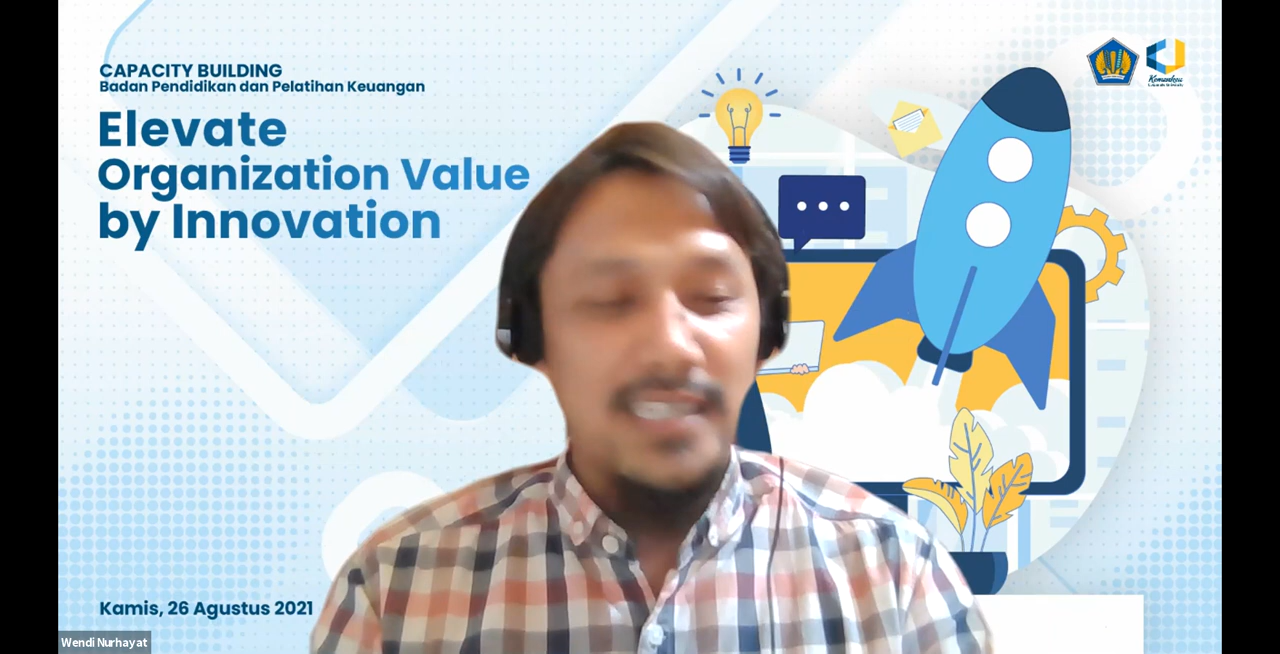 CAPACITY BUILDING
Badan Pendidikan dan Pelatihan Keuangan
Elevate
Organization Value
by Innovation
Kamis, 26 Agustus 2021
Wendi Nurhayat